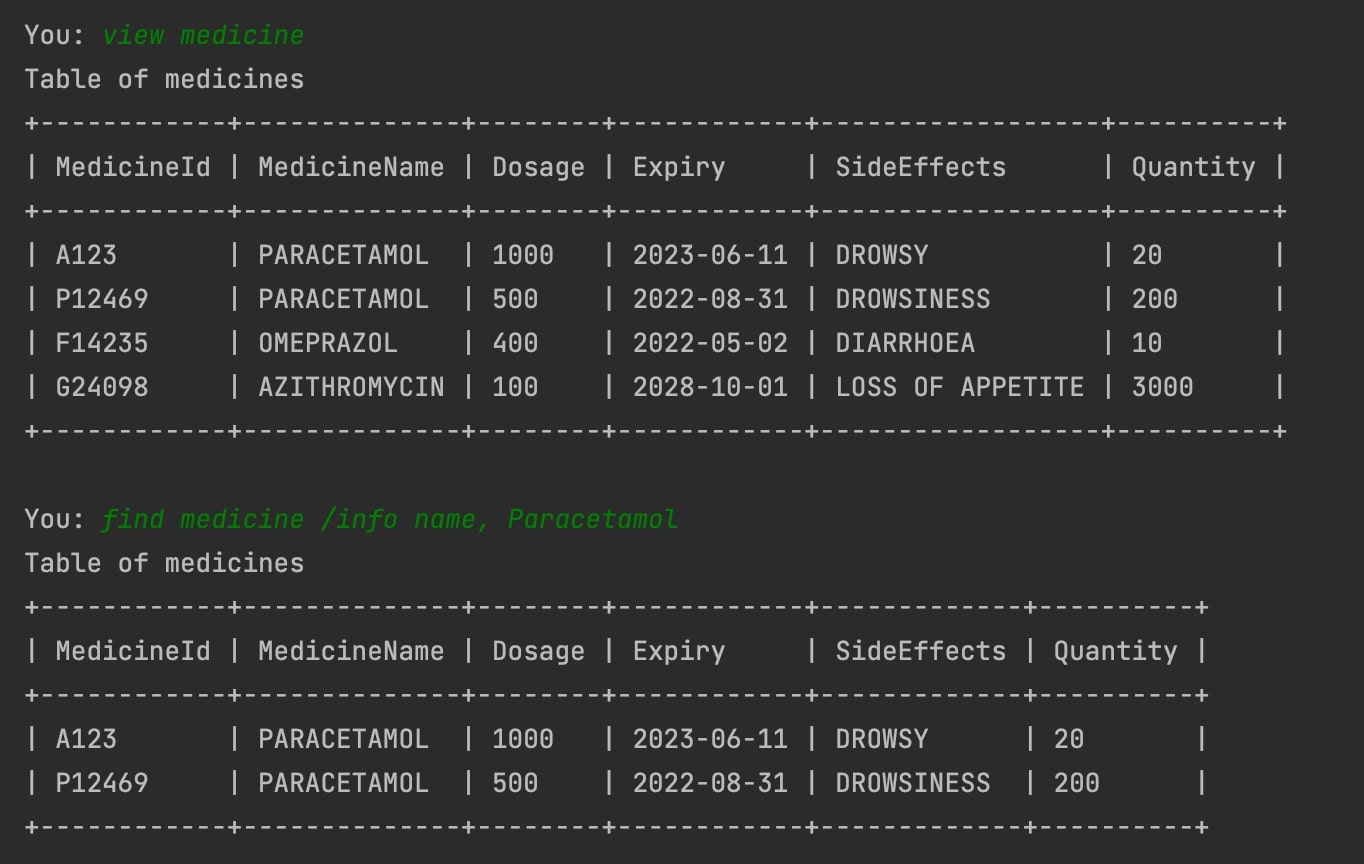 You: view medicine
Table of medicines
+------------+--------------+--------+------------+------------------+----------+
| MedicineId | MedicineName | Dosage | Expiry     | SideEffects      | Quantity |
+------------+--------------+--------+------------+------------------+----------+
| A123       | PARACETAMOL  | 1000   | 2023-06-11 | DROWSY           | 20       |
| P12469     | PARACETAMOL  | 500    | 2022-08-31 | DROWSINESS       | 200      |
| F14235     | OMEPRAZOL    | 400    | 2022-05-02 | DIARRHOEA        | 10       |
| G24098     | AZITHROMYCIN | 100    | 2028-10-01 | LOSS OF APPETITE | 3000     |
+------------+--------------+--------+------------+------------------+----------+
You: find medicine /info name, Paracetamol
Table of medicines
+------------+--------------+--------+------------+-------------+----------+
| MedicineId | MedicineName | Dosage | Expiry     | SideEffects | Quantity |
+------------+--------------+--------+------------+-------------+----------+
| A123       | PARACETAMOL  | 1000   | 2023-06-11 | DROWSY      | 20       |
| P12469     | PARACETAMOL  | 500    | 2022-08-31 | DROWSINESS  | 200      |
+------------+--------------+--------+------------+-------------+----------+